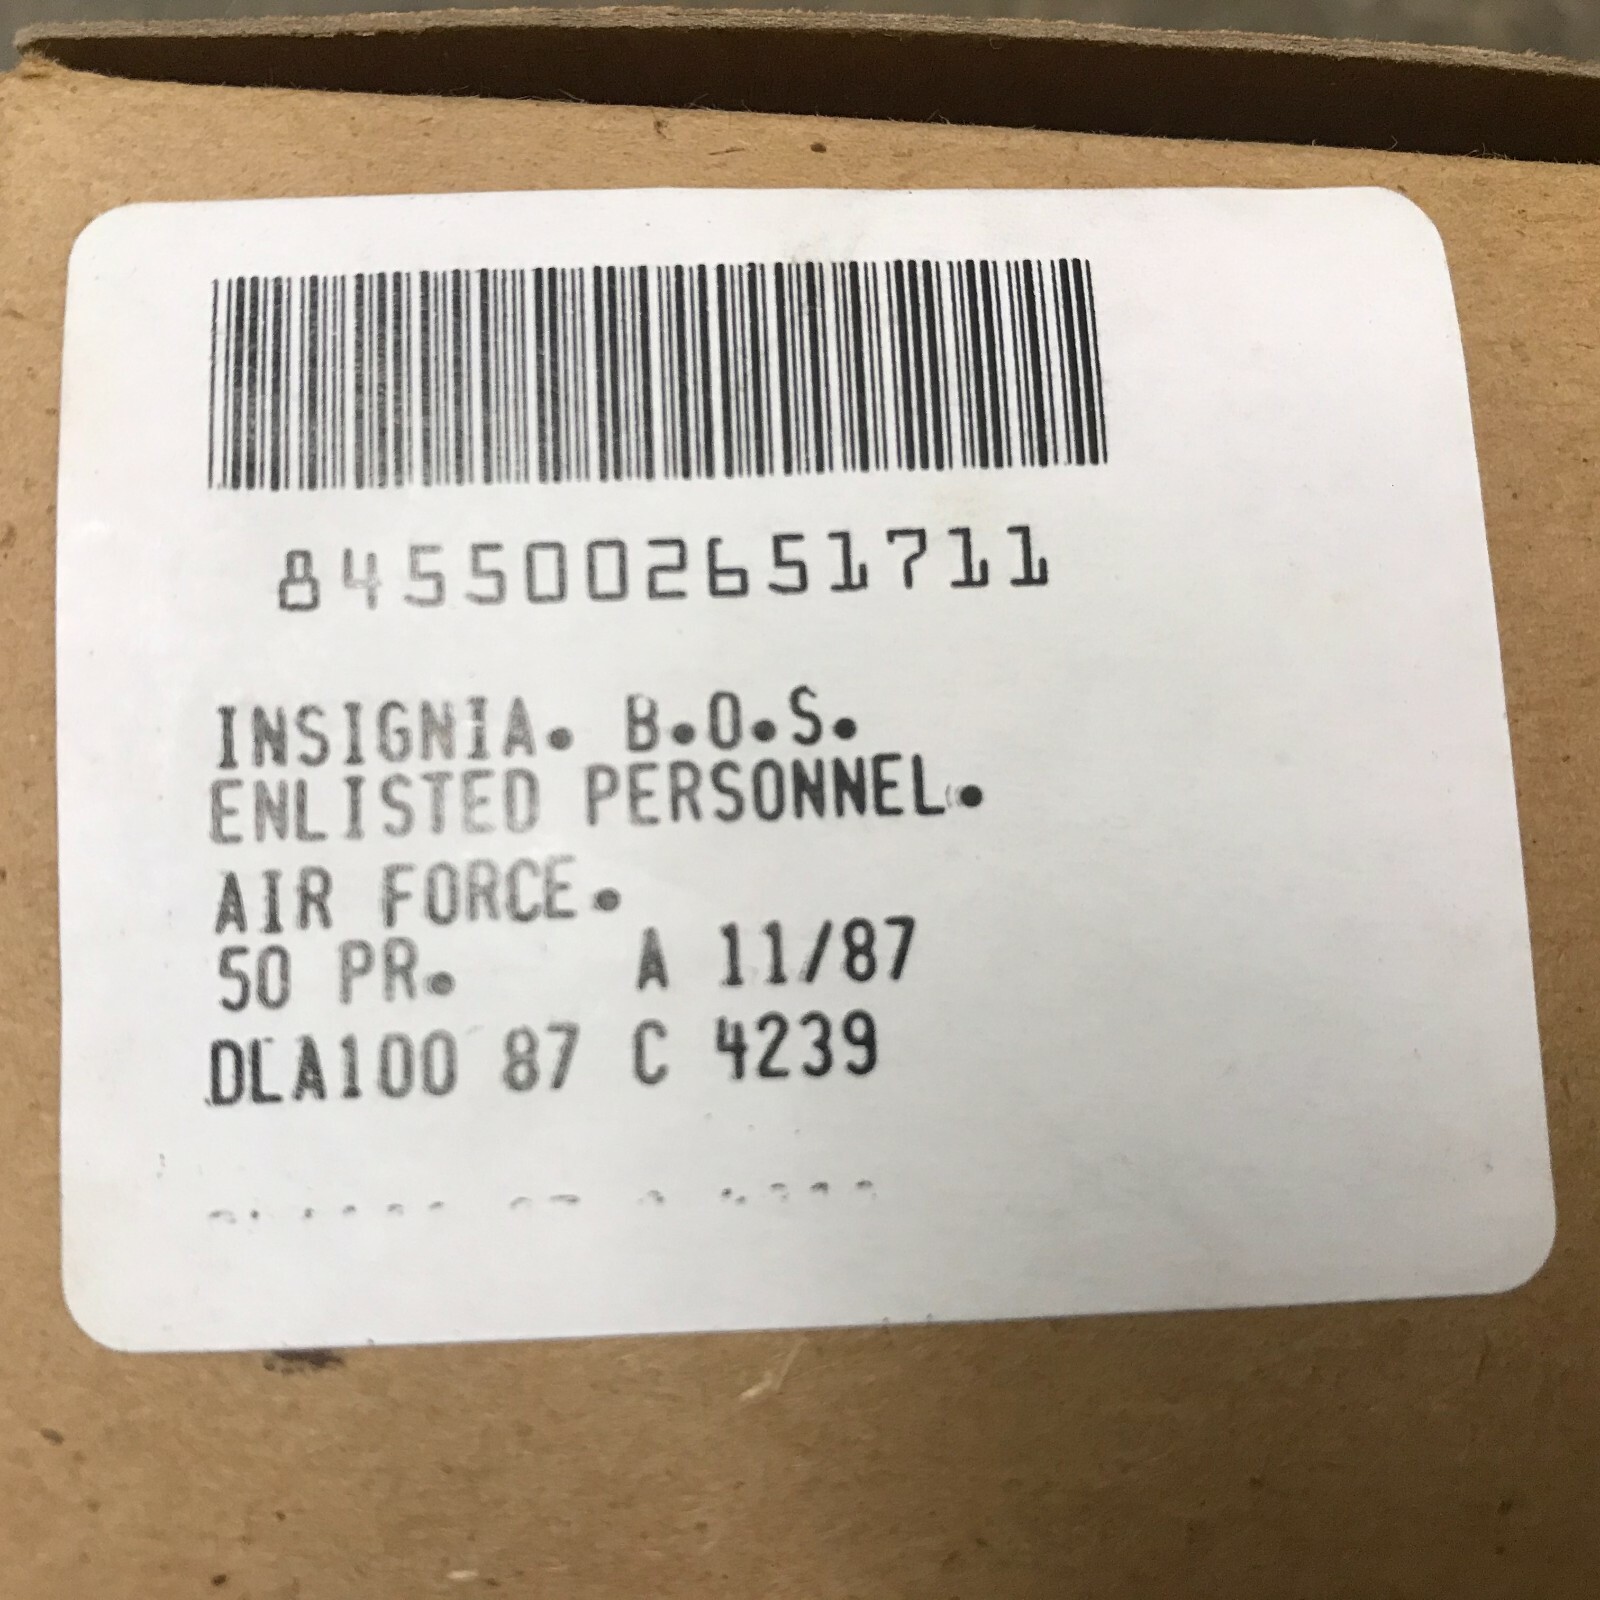 8455002651711
INSIGNIA. B.O.S.
ENLISTED PERSONNEL.
AIR FORCE.
50 PR. A 11/87
DLA100 87 C 4239